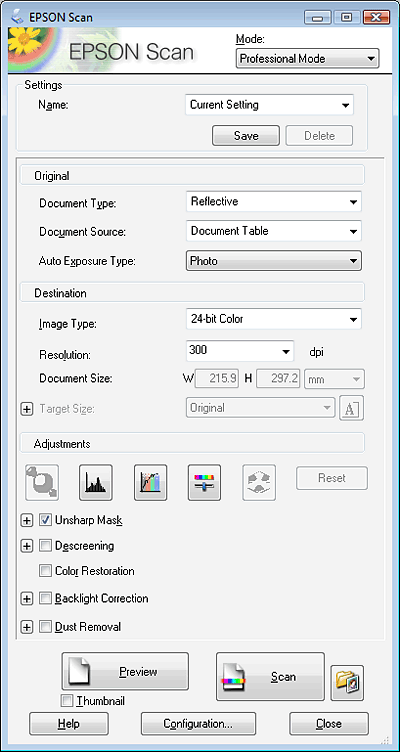 EPSON Scan
EPSON Scan
Mode:
Professional Mode
Settings
Name:
Current Setting
Save
Delete
Original
Document Type:
Reflective
Document Source:
Document Table
Auto Exposure Type:
Photo
Destination
Image Type:
24-bit Color
Resolution:
300
dpi
Document Size:
W 215.9 H 297.2 mm
Target Size:
Original
A
Adjustments
Reset
Unsharp Mask
Descreening
Color Restoration
Backlight Correction
Dust Removal
Preview
Scan
Thumbnail
Help
Configuration...
Close